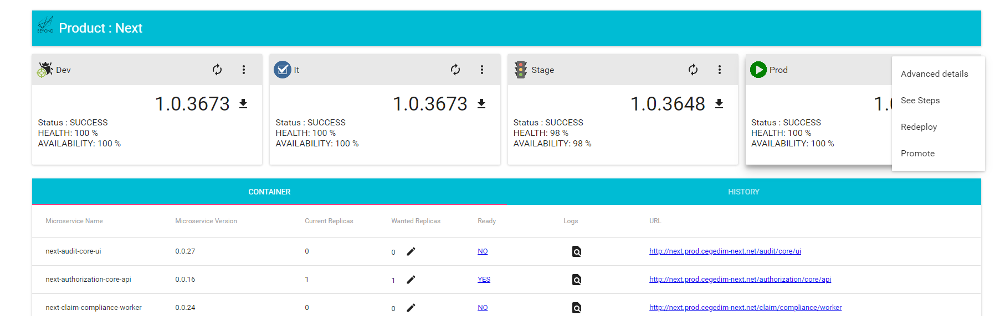 BEYOND
Product : Next
Dev
It
Stage
Prod
Advanced details
See Steps
Redeploy
Promote
1.0.3673
1.0.3673
1.0.3648
Status : SUCCESS
HEALTH: 100 %
AVAILABILITY: 100 %
Status : SUCCESS
HEALTH: 100 %
AVAILABILITY: 100 %
Status : SUCCESS
HEALTH: 98 %
AVAILABILITY: 98 %
Status : SUCCESS
HEALTH: 100 %
AVAILABILITY: 100 %
CONTAINER HISTORY
Microservice Name Microservice Version Current Replicas Wanted Replicas Ready Logs URL
next-audit-core-ui 0.0.27 0 0 NO http://next.prod.cegedim-next.net/audit/core/ui
next-authorization-core-api 0.0.16 1 1 YES http://next.prod.cegedim-next.net/authorization/core/api
next-claim-compliance-worker 0.0.24 0 0 NO http://next.prod.cegedim-next.net/claim/compliance/worker